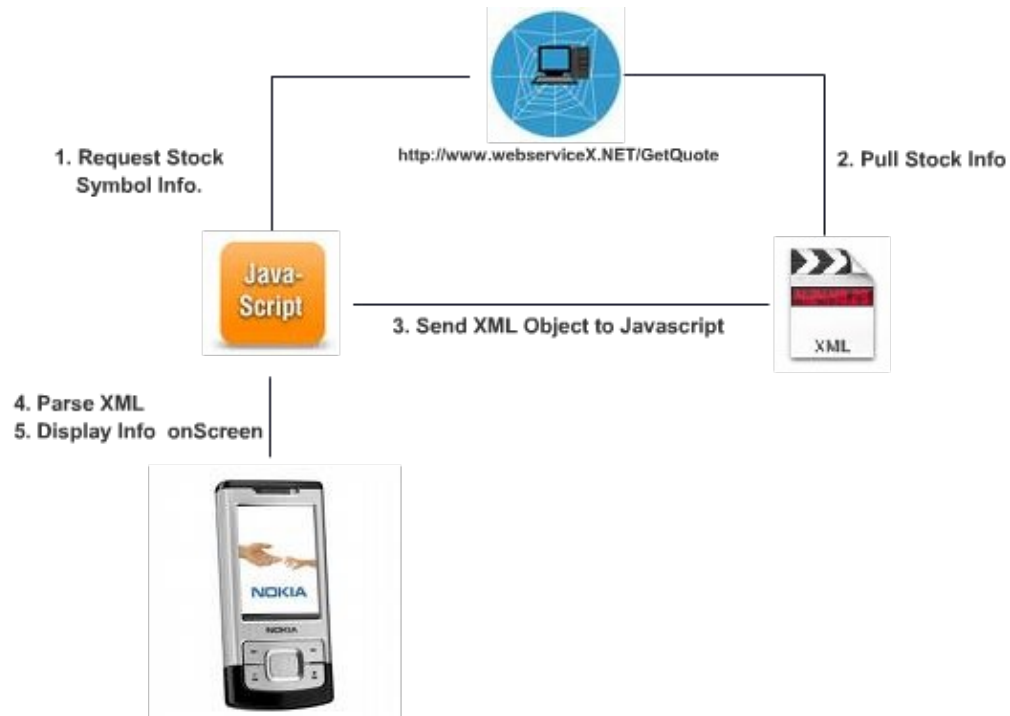 http://www.webserviceX.NET/GetQuote
1. Request Stock
Symbol Info.
2. Pull Stock Info
Java-
Script
3. Send XML Object to Javascript
XML
4. Parse XML
5. Display Info onScreen
NOKIA
NOKIA